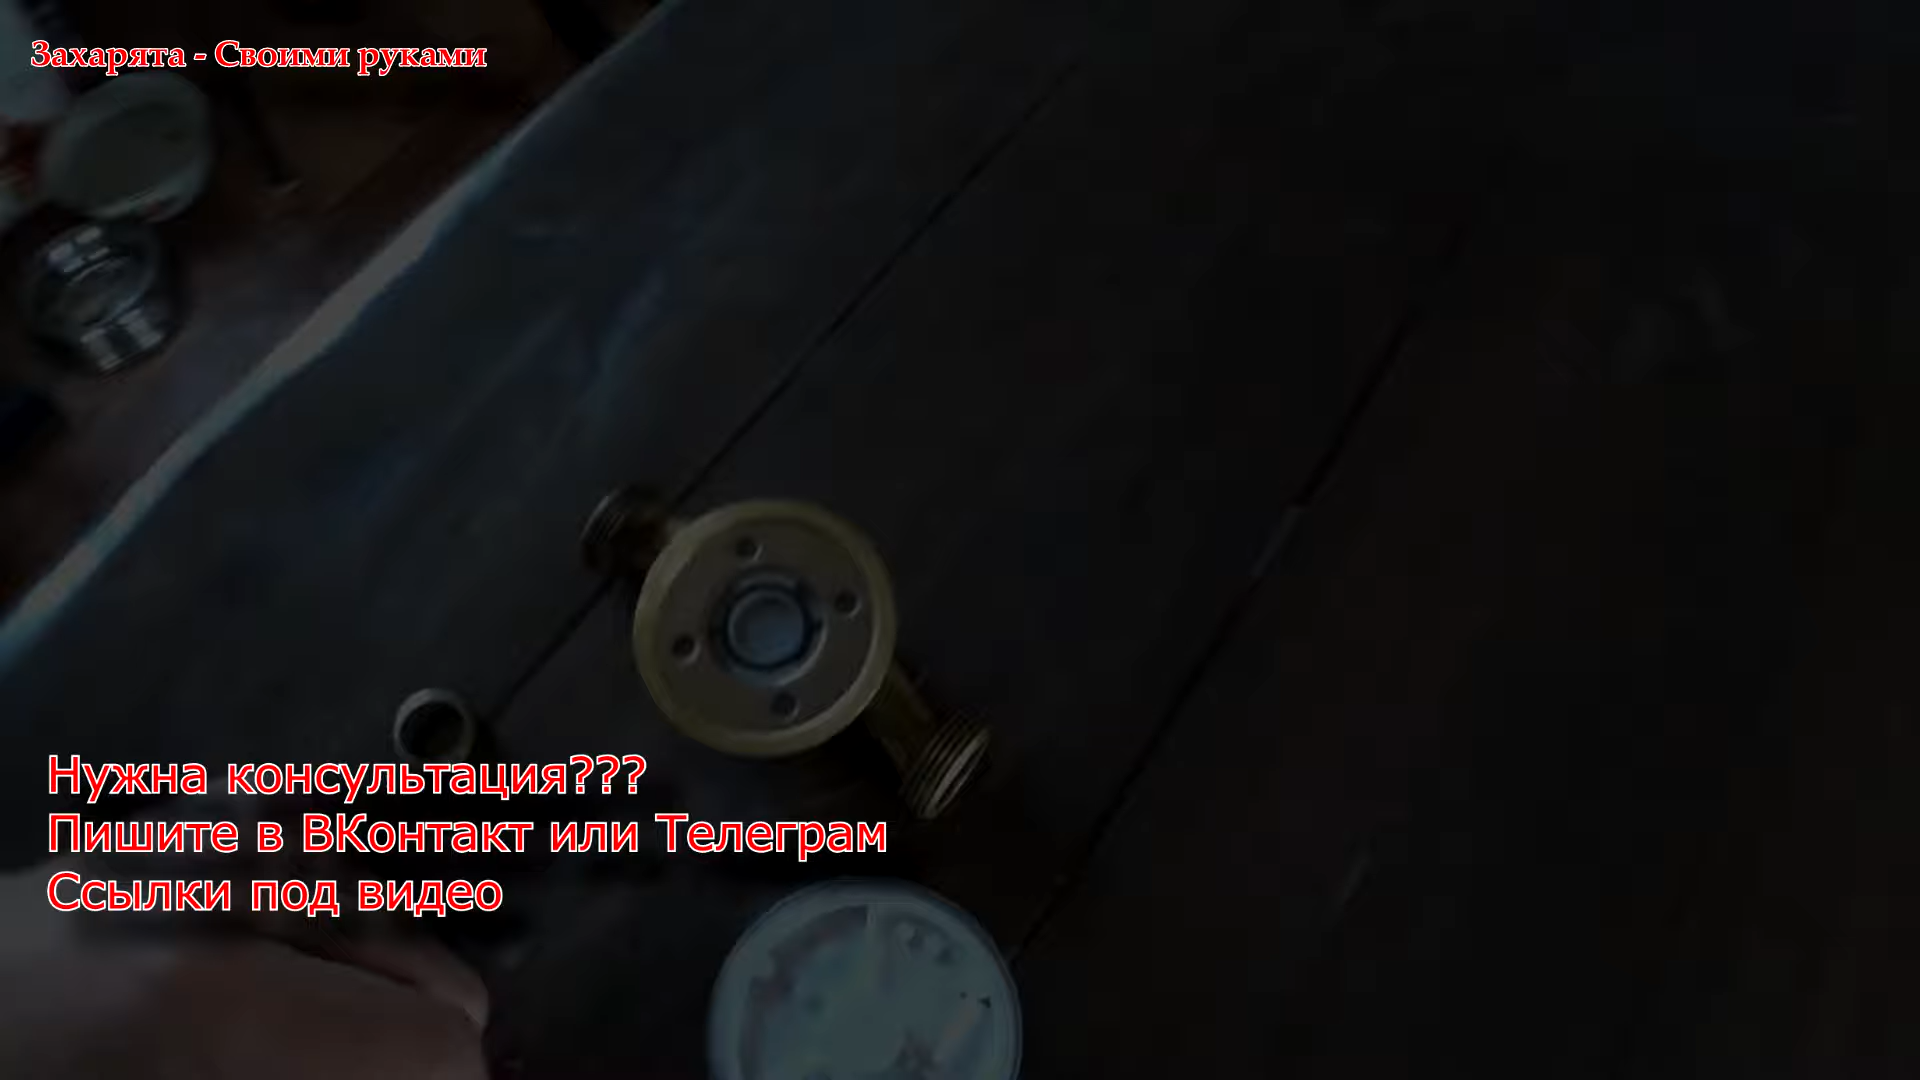 Захарята - Своими руками
Нужна консультация???
Пишите в ВКонтакт или Телеграм
Ссылки под видео